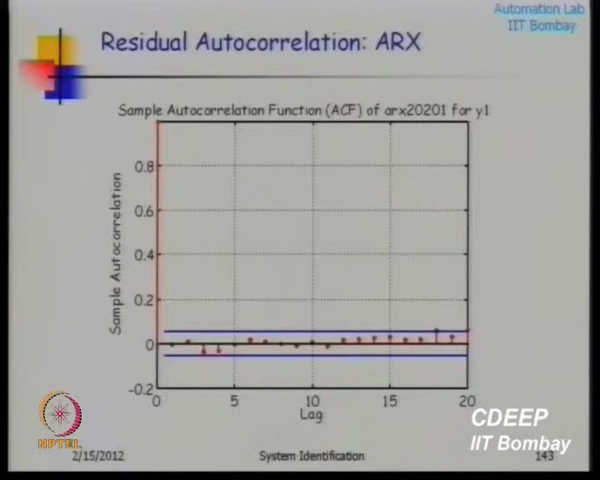 Automation Lab
IIT Bombay
Residual Autocorrelation: ARX
Sample Autocorrelation Function (ACF) of arx20201 for y1
Sample Autocorrelation
0.8
0.6
0.4
0.2
0
-0.2
0
5
10
15
20
Lag
CDEEP
IIT Bombay
NPTEL
2/15/2012
System Identification
143